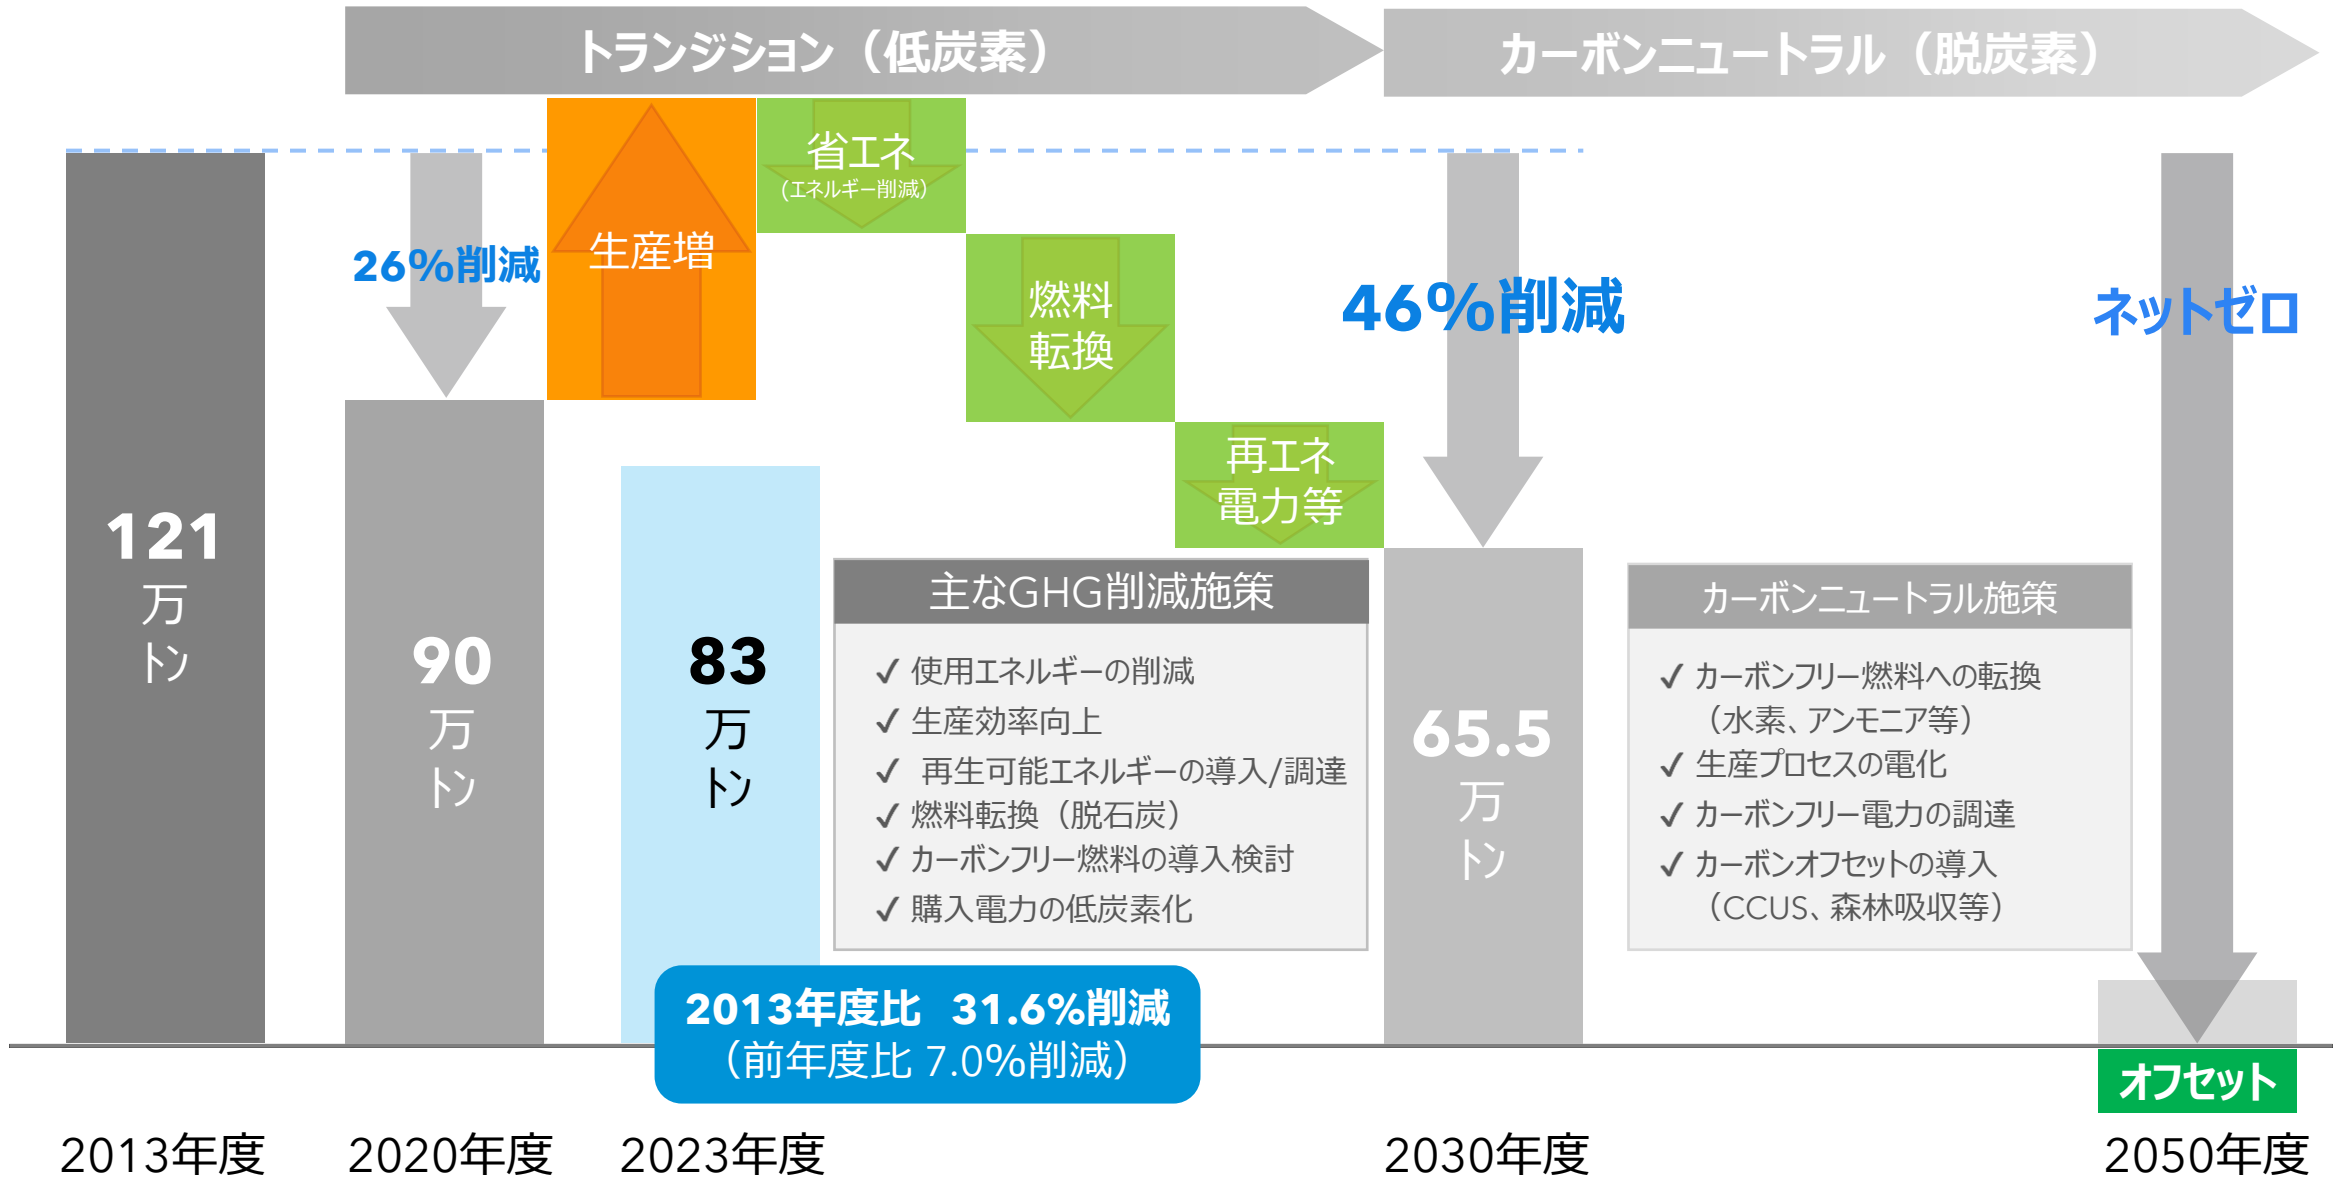 トランジション（低炭素）
カーボンニュートラル（脱炭素）
121
万
トン
26%削減
90
万
トン
生産増
省エネ
（エネルギー削減）
燃料
転換
再エネ
電力等
83
万
トン
2013年度比 31.6%削減
（前年度比 7.0%削減）
主なGHG削減施策
✓ 使用エネルギーの削減
✓ 生産効率向上
✓ 再生可能エネルギーの導入/調達
✓ 燃料転換（脱石炭）
✓ カーボンフリー燃料の導入検討
✓ 購入電力の低炭素化
46%削減
65.5
万
トン
カーボンニュートラル施策
✓ カーボンフリー燃料への転換
（水素、アンモニア等）
✓ 生産プロセスの電化
✓ カーボンフリー電力の調達
✓ カーボンオフセットの導入
（CCUS、森林吸収等）
ネットゼロ
オフセット
2013年度
2020年度
2023年度
2030年度
2050年度